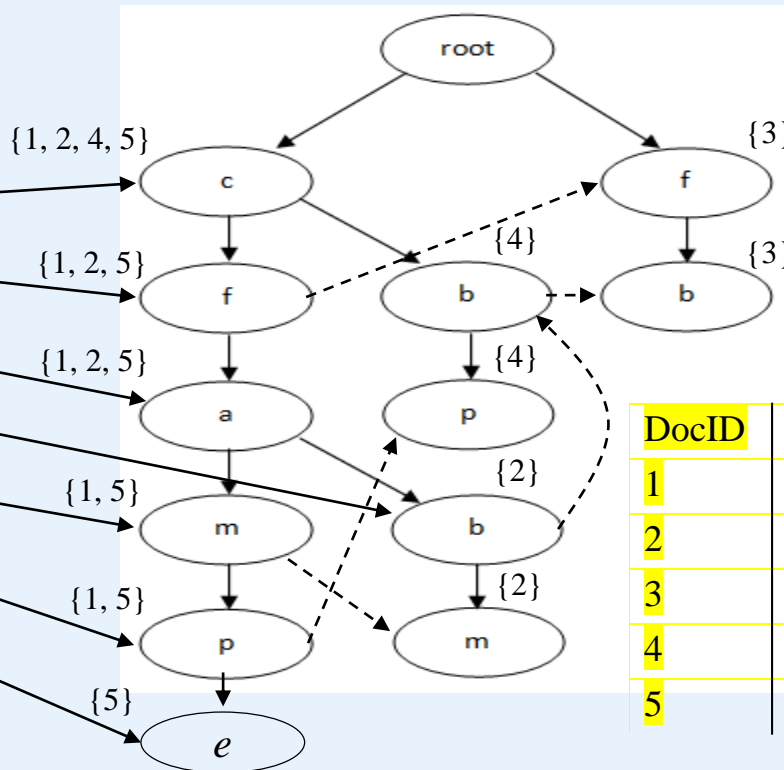 root
{1, 2, 4, 5}
{3}
c
f
{1, 2, 5}
{4}
{3}
f
b
b
{1, 2, 5}
{4}
a
p
DocID
{1, 5}
{2}
1
m
b
2
{1, 5}
{2}
3
p
m
4
{5}
5
e